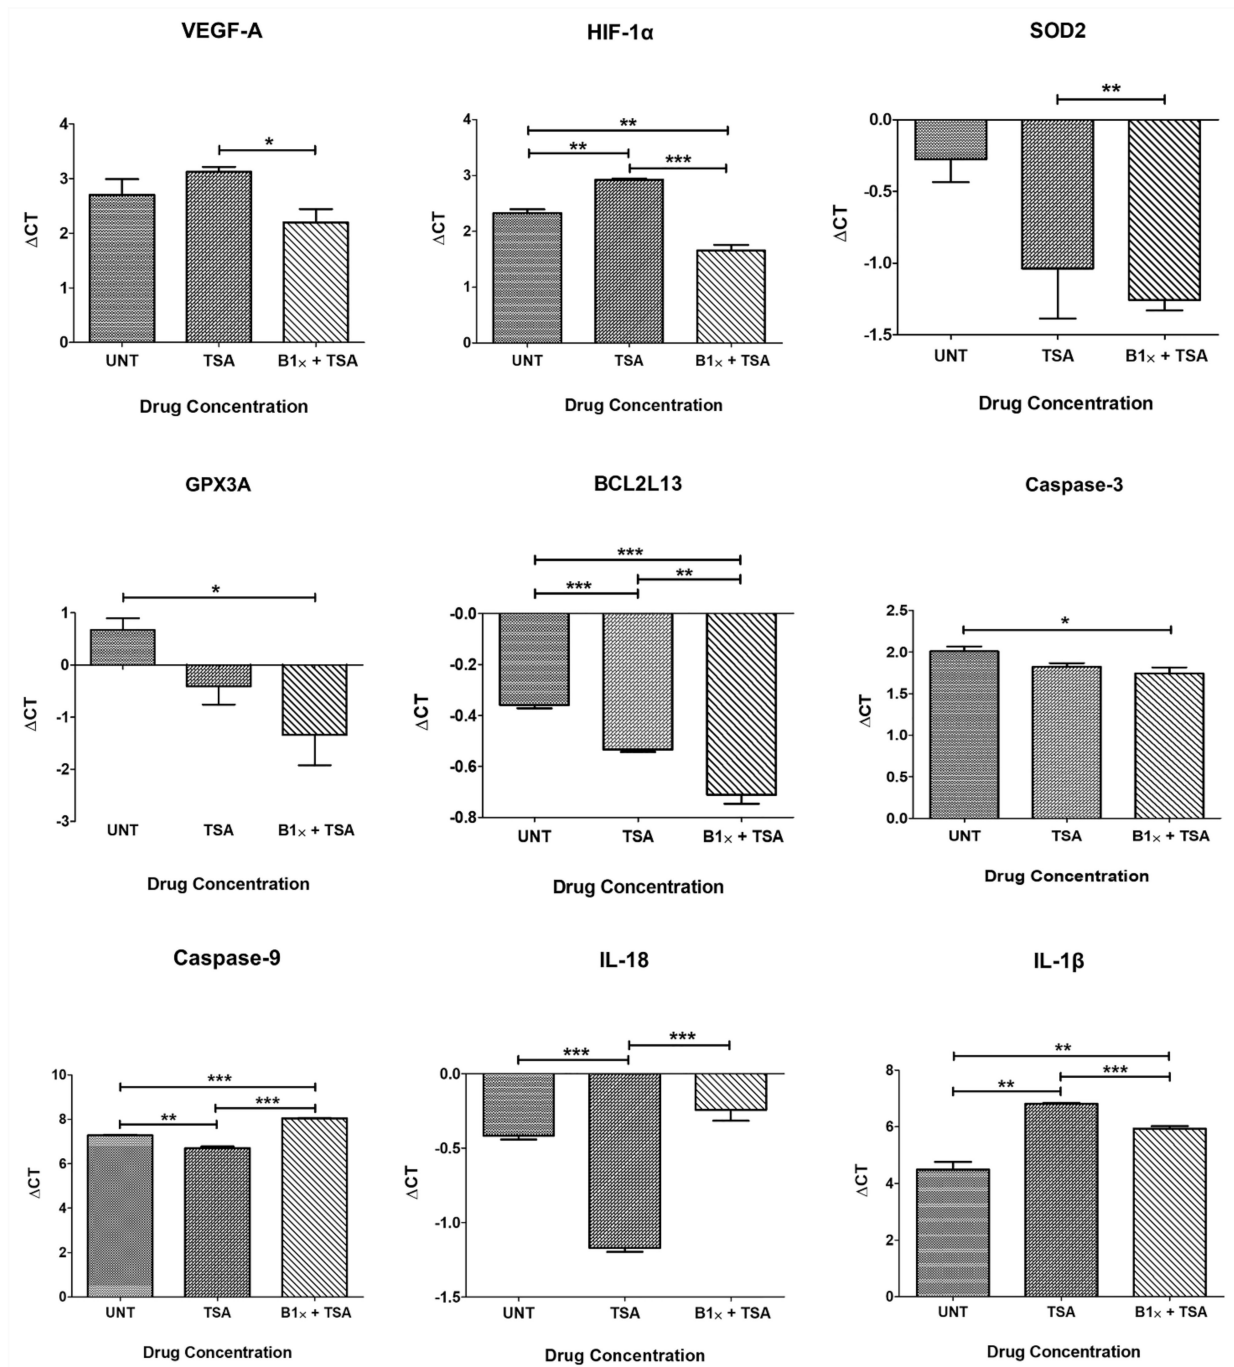 VEGF-A
*
4
3
2
1
0
ΔCT
UNT TSA B1× + TSA
Drug Concentration
HIF-1α
**
** ***
4
3
2
1
0
ΔCT
UNT TSA B1× + TSA
Drug Concentration
SOD2
**
0.0
-0.5
-1.0
-1.5
ΔCT
UNT TSA B1× + TSA
Drug Concentration
GPX3A
*
1
0
-1
-2
-3
ΔCT
UNT TSA B1× + TSA
Drug Concentration
BCL2L13
***
*** **
-0.0
-0.2
-0.4
-0.6
-0.8
ΔCT
UNT TSA B1× + TSA
Drug Concentration
Caspase-3
*
2.5
2.0
1.5
1.0
0.5
0.0
ΔCT
UNT TSA B1× + TSA
Drug Concentration
Caspase-9
***
** ***
10
8
6
4
2
0
ΔCT
UNT TSA B1× + TSA
Drug Concentration
IL-18
*** ***
0.0
-0.5
-1.0
-1.5
ΔCT
UNT TSA B1× + TSA
Drug Concentration
IL-1β
**
** ***
8
6
4
2
0
ΔCT
UNT TSA B1× + TSA
Drug Concentration